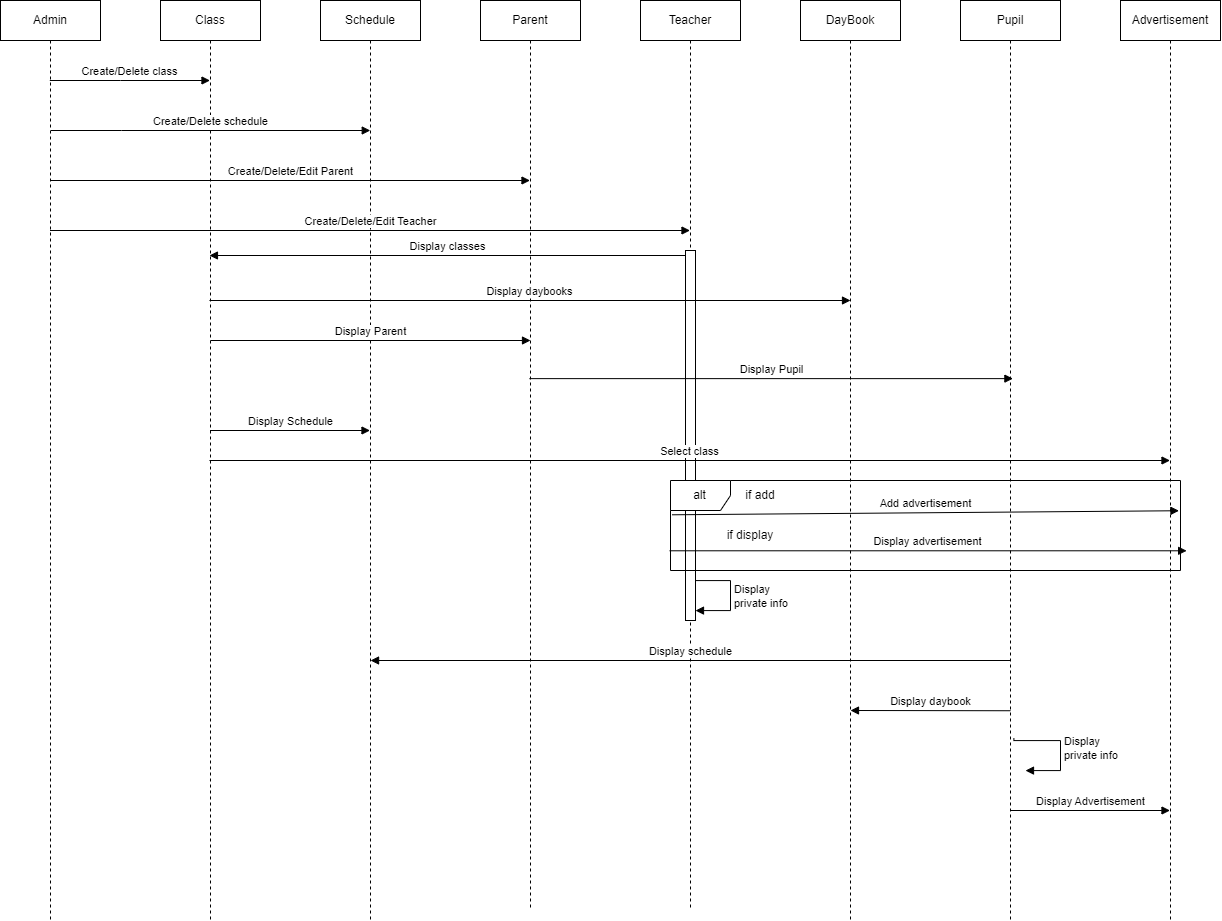 Admin
Class
Schedule
Parent
Teacher
DayBook
Pupil
Advertisement
Create/Delete class
Create/Delete schedule
Create/Delete/Edit Parent
Create/Delete/Edit Teacher
Display classes
Display daybooks
Display Parent
Display Pupil
Display Schedule
Select class
alt
if add
Add advertisement
if display
Display advertisement
Display
private info
Display schedule
Display daybook
Display
private info
Display Advertisement